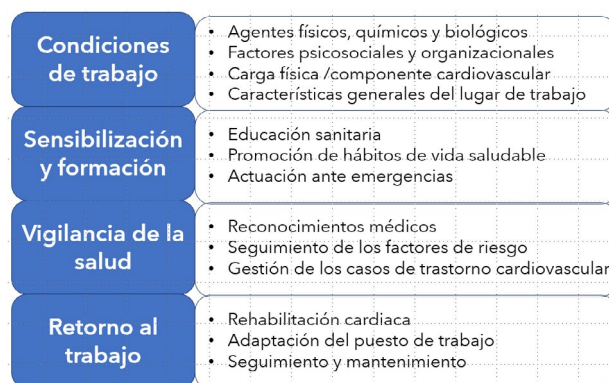 Condiciones
de trabajo
• Agentes físicos, químicos y biológicos
• Factores psicosociales y organizacionales
• Carga física /componente cardiovascular
• Características generales del lugar de trabajo
Sensibilización
y formación
• Educación sanitaria
• Promoción de hábitos de vida saludable
• Actuación ante emergencias
Vigilancia de la
salud
• Reconocimientos médicos
• Seguimiento de los factores de riesgo
• Gestión de los casos de trastorno cardiovascular
Retorno al
trabajo
• Rehabilitación cardiaca
• Adaptación del puesto de trabajo
• Seguimiento y mantenimiento